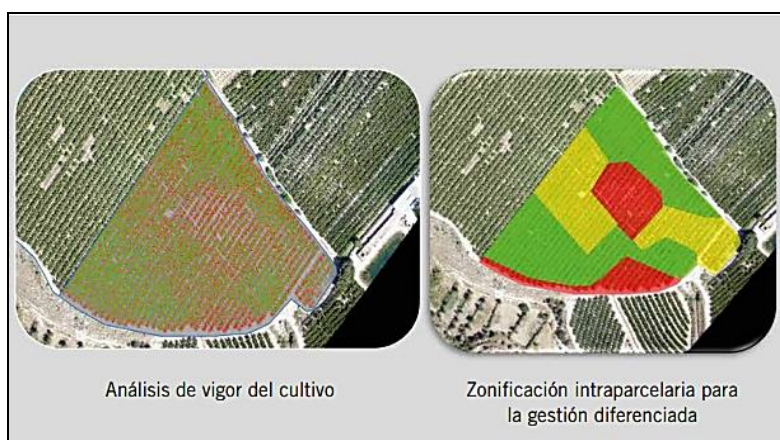 Análisis de vigor del cultivo
Zonificación intraparcelaria para
la gestión diferenciada